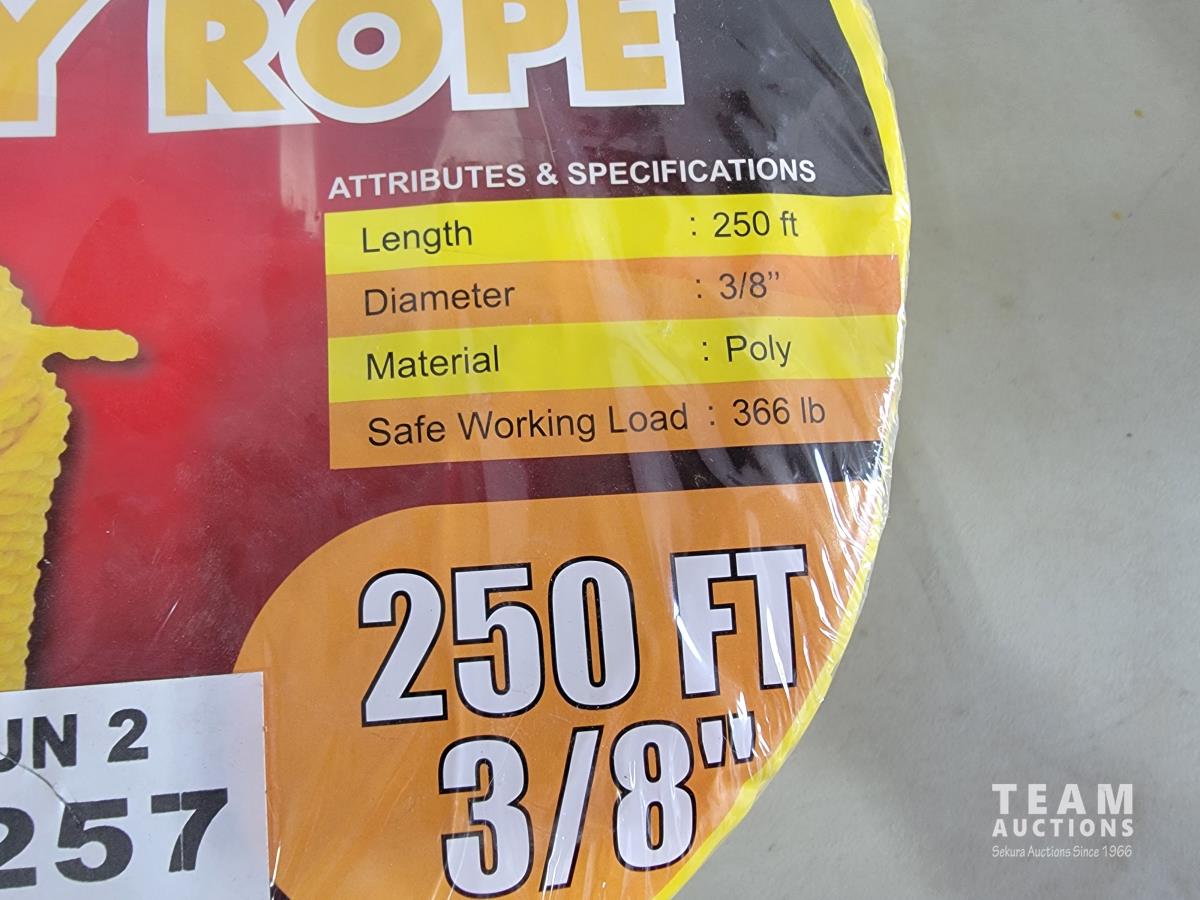 Y ROPE
ATTRIBUTES & SPECIFICATIONS
Length : 250 ft
Diameter : 3/8”
Material : Poly
Safe Working Load : 366 lb
250 FT
3/8"
UN 2
257
TEAM
AUCTIONS
Sekura Auctions Since 1966